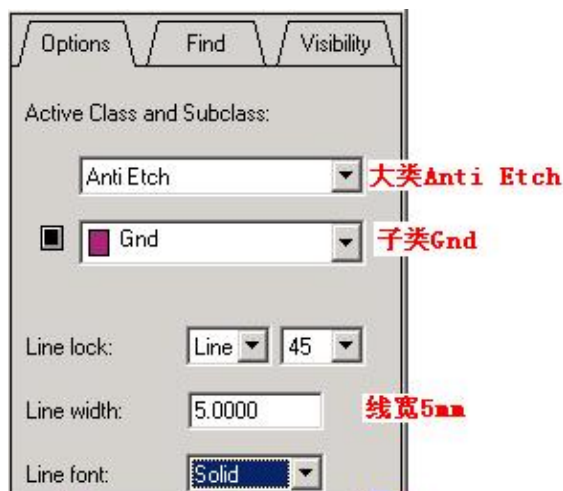 Options Find Visibility
Active Class and Subclass:
Anti Etch 大类Anti Etch
Gnd 子类Gnd
Line lock: Line 45
Line width: 5.0000 线宽5mm
Line font: Solid